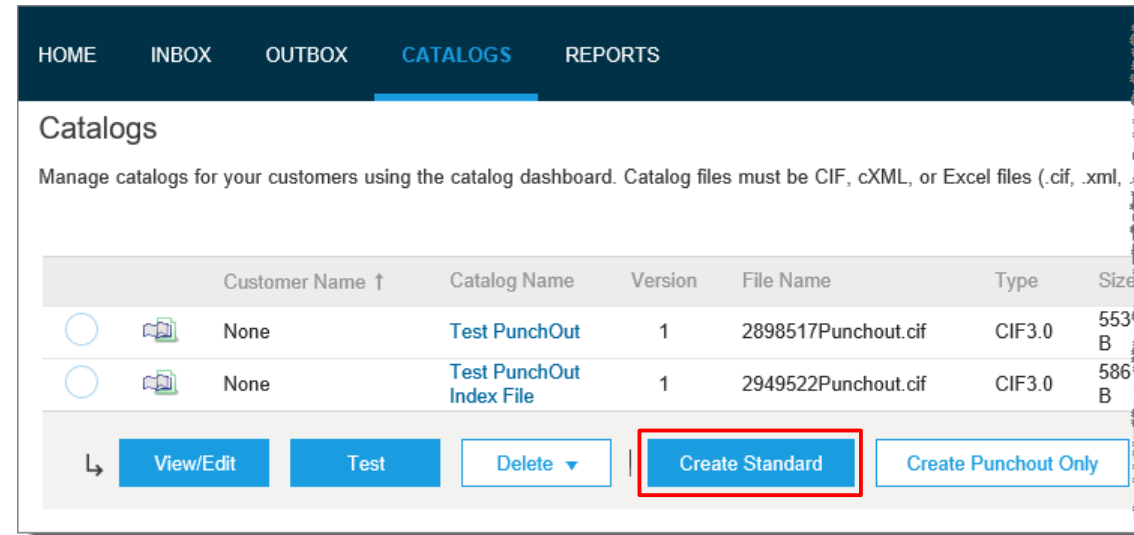 HOME INBOX OUTBOX CATALOGS REPORTS
Catalogs
Manage catalogs for your customers using the catalog dashboard. Catalog files must be CIF, cXML, or Excel files (.cif, .xml, .
Customer Name ↑ Catalog Name Version File Name Type Size
None Test PunchOut 1 2898517Punchout.cif CIF3.0 553
B
None Test PunchOut
Index File 1 2949522Punchout.cif CIF3.0 586
B
View/Edit Test Delete ▼ | Create Standard Create Punchout Only